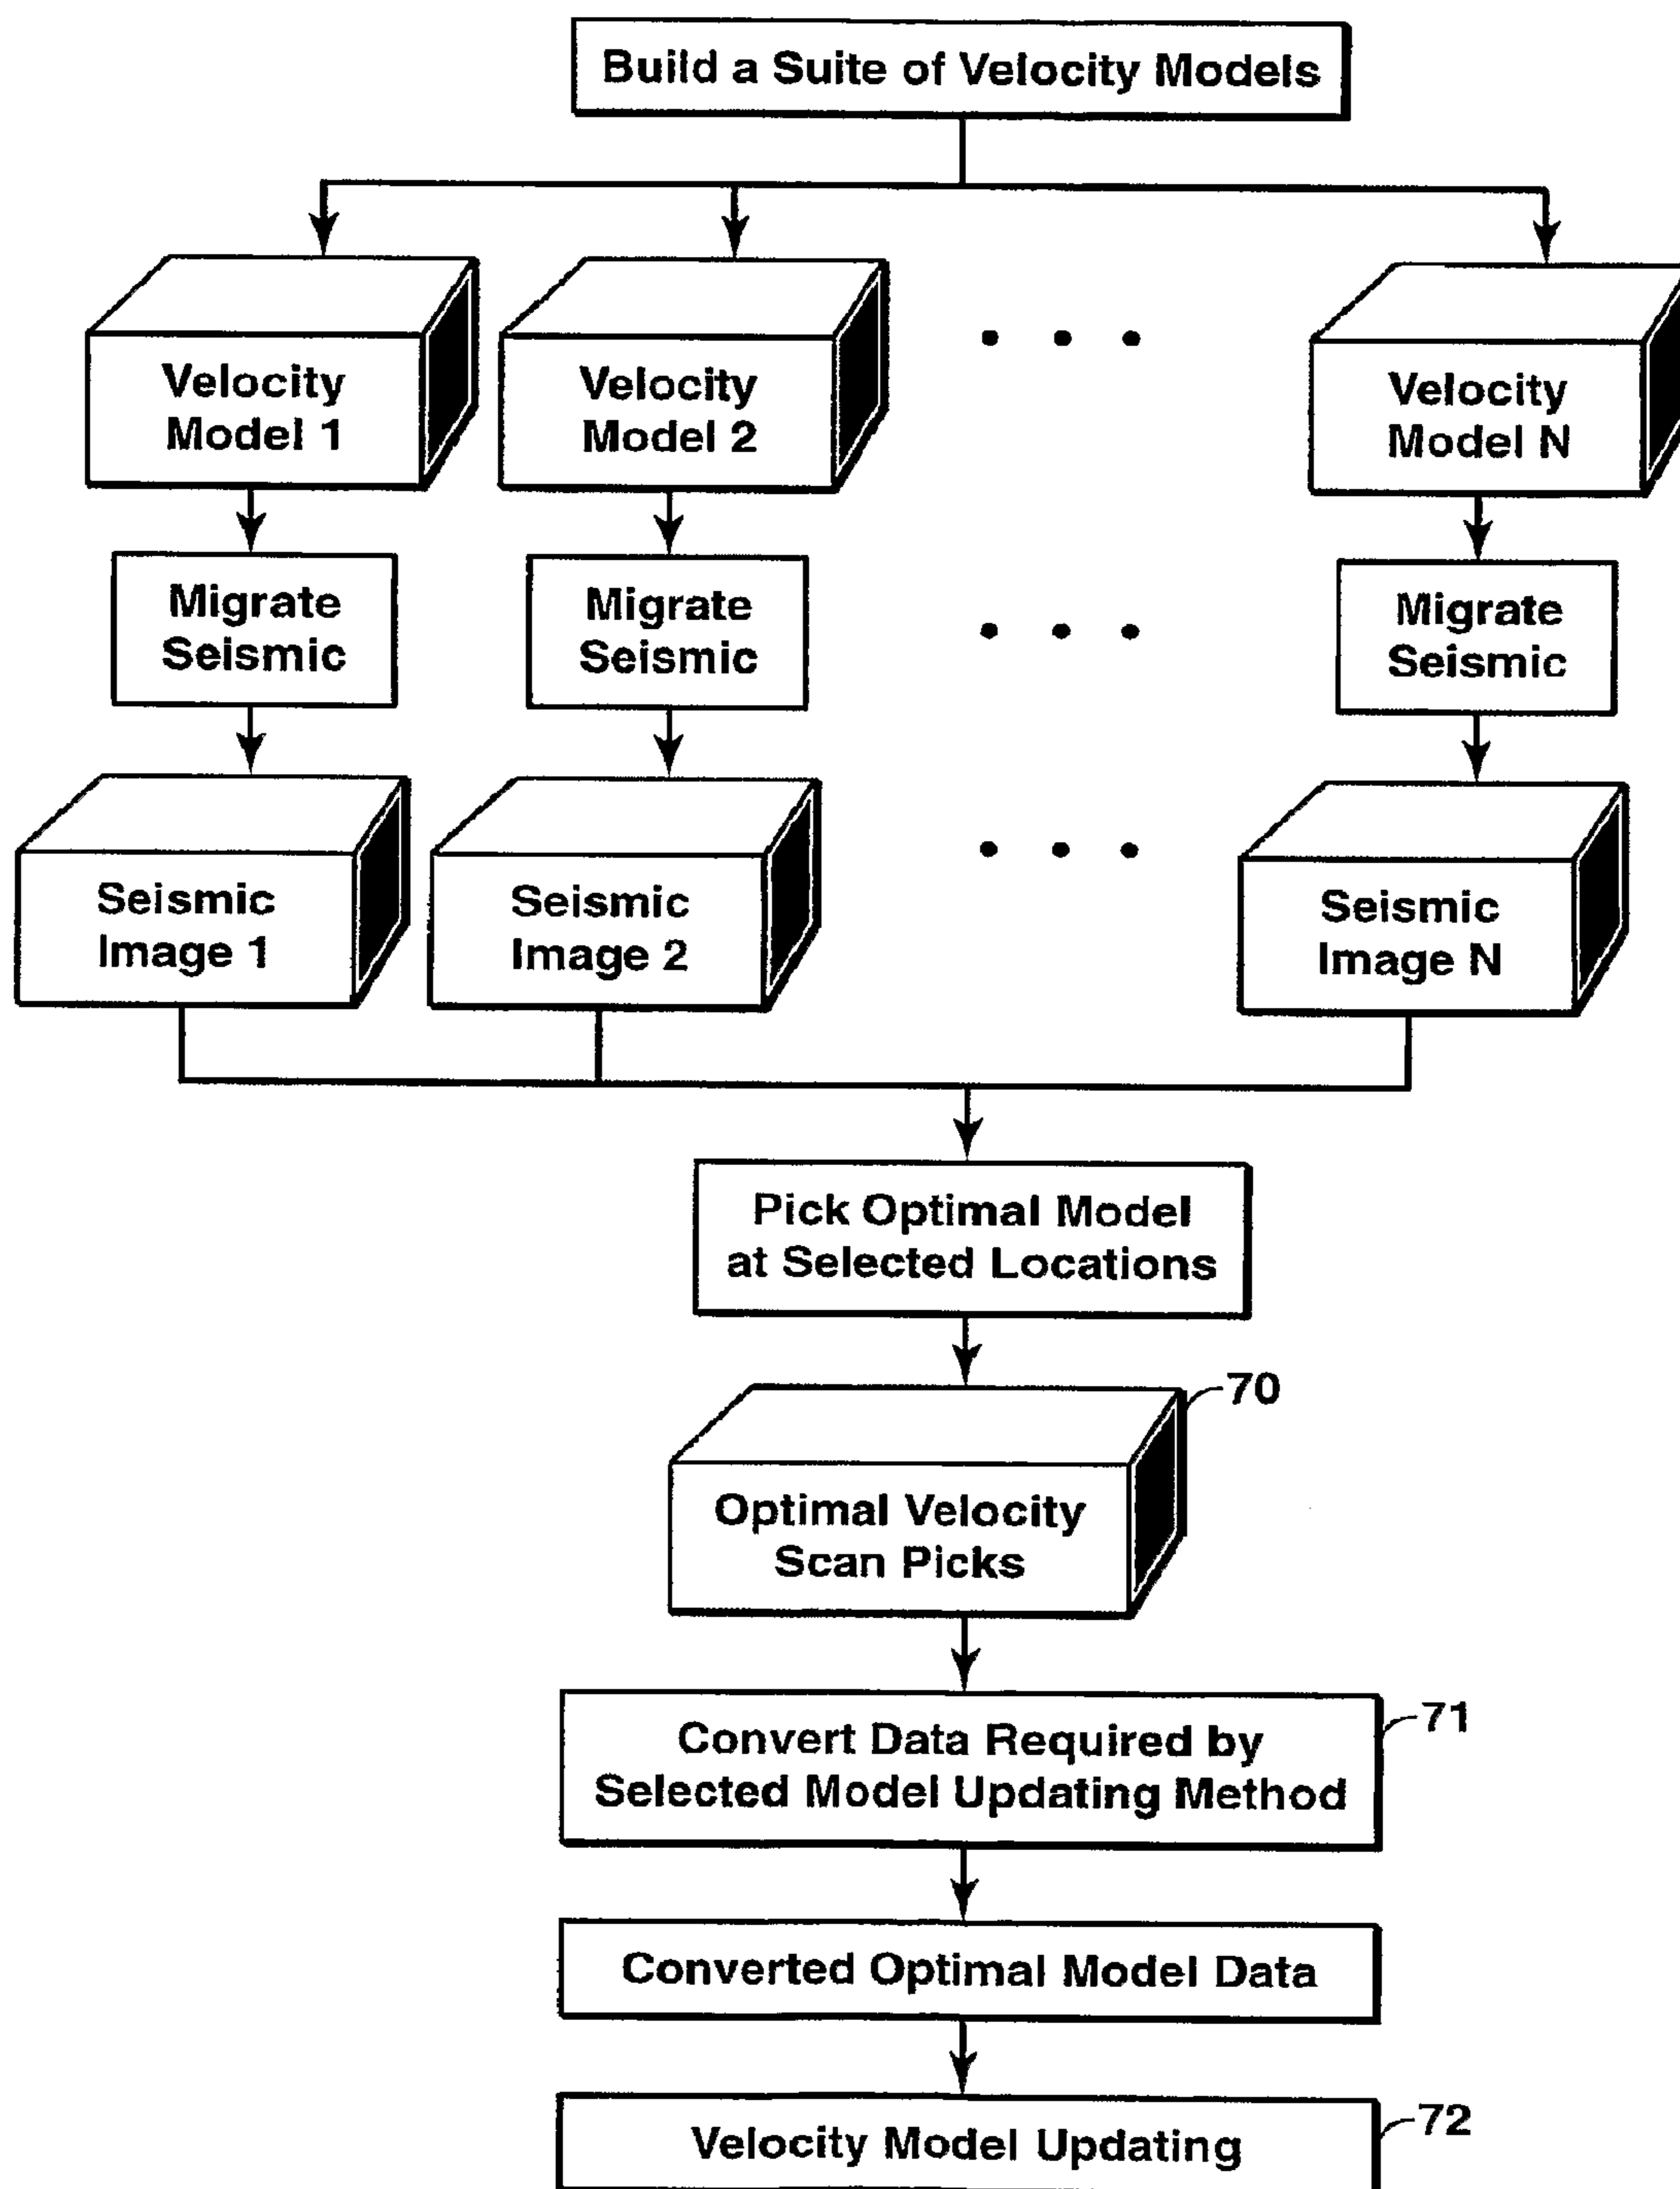 Build a Suite of Velocity Models
Velocity
Model 1
Velocity
Model 2
Velocity
Model N
Migrate
Seismic
Migrate
Seismic
Migrate
Seismic
Seismic
Image 1
Seismic
Image 2
Seismic
Image N
Pick Optimal Model
at Selected Locations
70
Optimal Velocity
Scan Picks
71
Convert Data Required by
Selected Model Updating Method
Converted Optimal Model Data
72
Velocity Model Updating